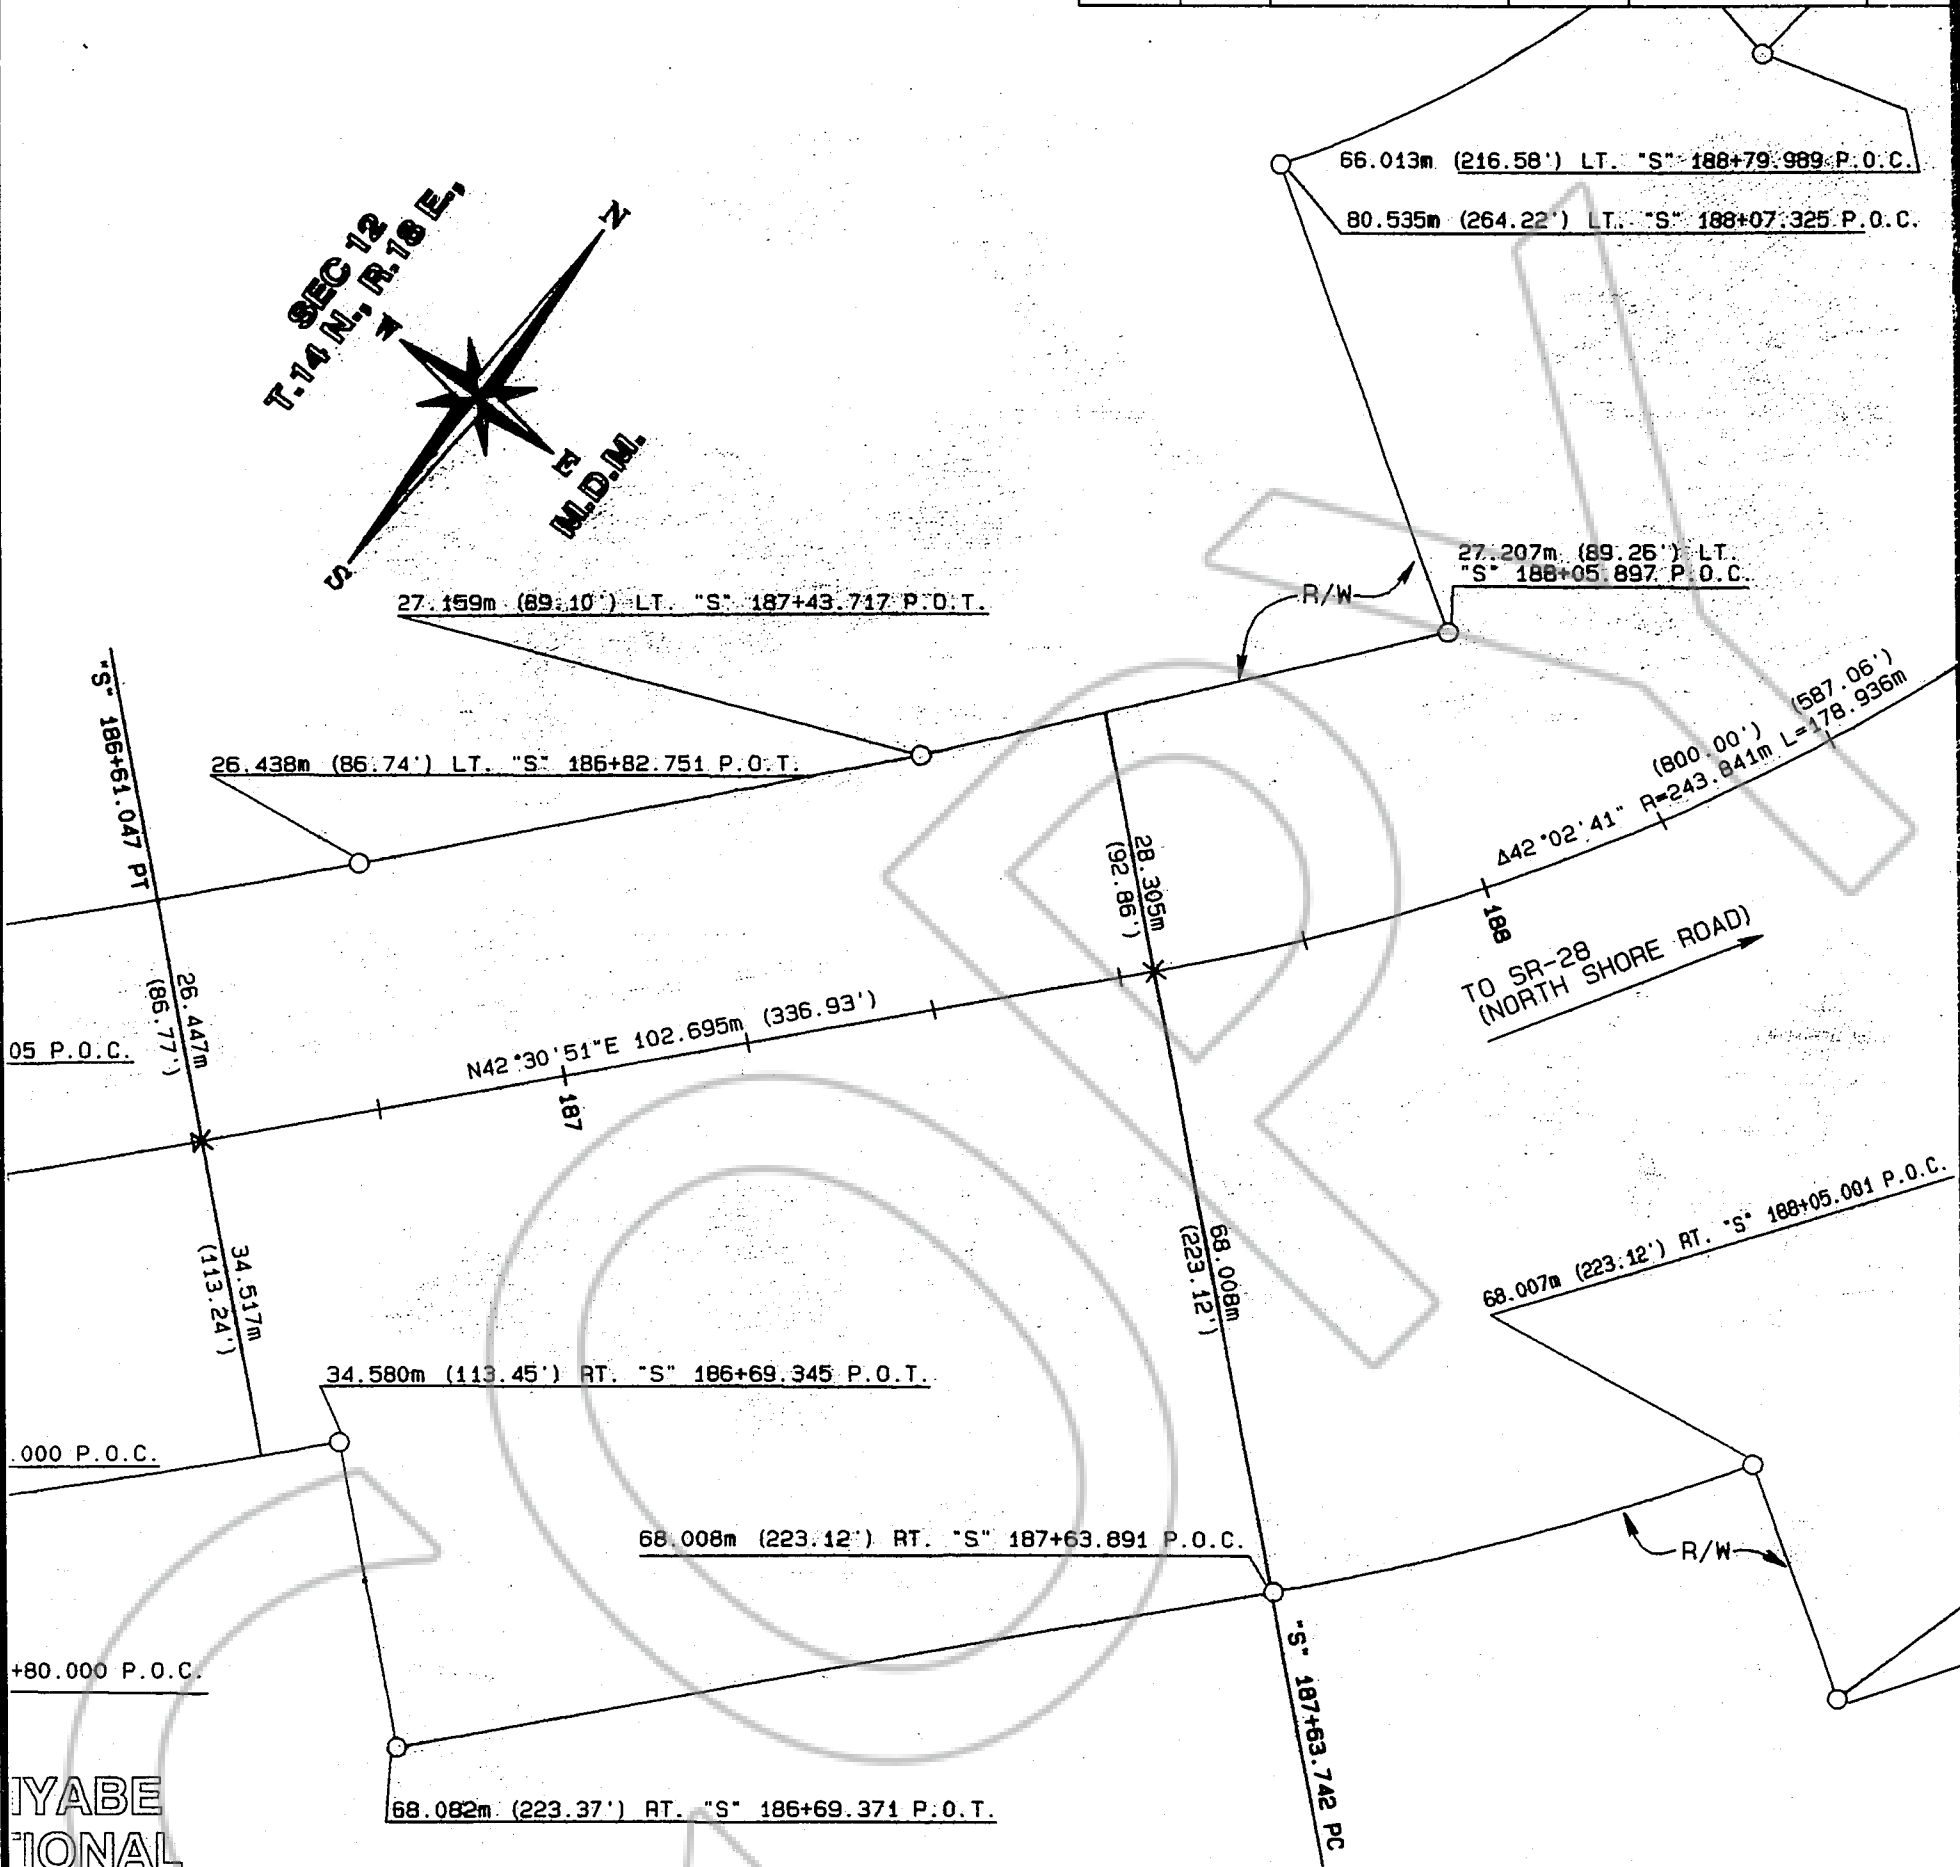 66.013m (216.58') LT. "S" 188+79.989 P.O.C.
80.535m (264.22') LT. "S" 188+07.325 P.O.C.
SEC 12
T.14 N., R.18 E.,
M.D.M.
N
W
E
S
27.207m (89.26') LT.
"S" 188+05.897 P.O.C.
R/W
27.159m (89.10') LT. "S" 187+43.717 P.O.T.
"S" 186+61.047 PT
26.438m (86.74') LT. "S" 186+82.751 P.O.T.
(800.00') (587.06')
Δ42°02'41" R=243.841m L=178.936m
28.305m
(92.86')
188
TO SR-28
(NORTH SHORE ROAD)
26.447m
(86.77')
N42°30'51"E 102.695m (336.93')
187
05 P.O.C.
34.517m
(113.24')
68.008m
(223.12')
68.007m (223.12') RT. "S" 188+05.001 P.O.C.
34.580m (113.45') RT. "S" 186+69.345 P.O.T.
.000 P.O.C.
68.008m (223.12') RT. "S" 187+63.891 P.O.C.
R/W
"S" 187+63.742 PC
+80.000 P.O.C.
68.082m (223.37') RT. "S" 186+69.371 P.O.T.
IYABE
TIONAL
COPY